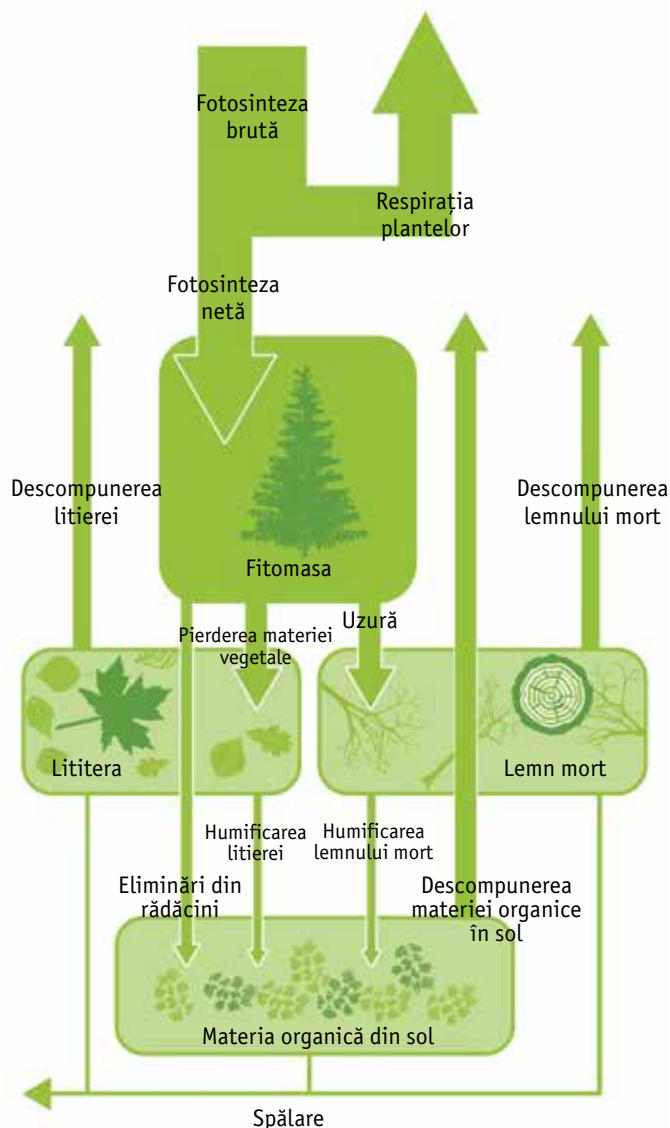 Fotosinteza
brută
Respirația
plantelor
Fotosinteza
netă
Descompunerea
litierei
Descompunerea
lemnului mort
Fitomasa
Pierderea materiei
vegetale
Uzură
Lititera
Lemn mort
Humificarea
litierei
Humificarea
lemnului mort
Eliminări din
rădăcini
Descompunerea
materiei organice
în sol
Materia organică din sol
Spălare